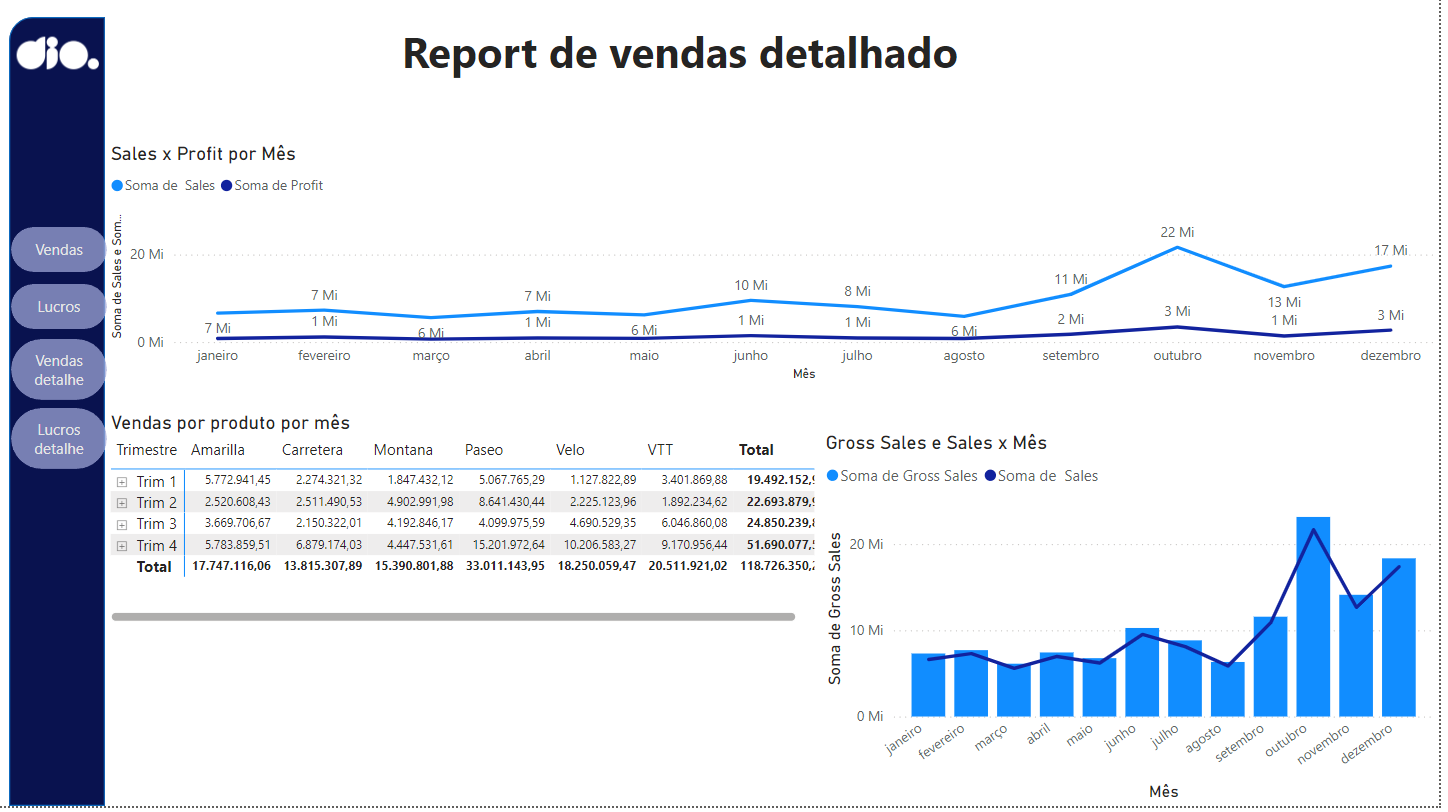 dio.
Report de vendas detalhado
Vendas
Lucros
Vendas
detalhe
Lucros
detalhe
Sales x Profit por Mês
Soma de Sales Soma de Profit
Soma de Sales e Som...
20 Mi
0 Mi
7 Mi
7 Mi
6 Mi
7 Mi
6 Mi
10 Mi
8 Mi
6 Mi
11 Mi
22 Mi
13 Mi
17 Mi
1 Mi
1 Mi
1 Mi
1 Mi
2 Mi
3 Mi
1 Mi
3 Mi
janeiro fevereiro março abril maio junho julho agosto setembro outubro novembro dezembro
Mês
Vendas por produto por mês
Trimestre Amarilla Carretera Montana Paseo Velo VTT Total
Trim 1 5.772.941,45 2.274.321,32 1.847.432,12 5.067.765,29 1.127.822,89 3.401.869,88 19.492.152,9
Trim 2 2.520.608,43 2.511.490,53 4.902.991,98 8.641.430,44 2.225.123,96 1.892.234,62 22.693.879,9
Trim 3 3.669.706,67 2.150.322,01 4.192.846,17 4.099.975,59 4.690.529,35 6.046.860,08 24.850.239,8
Trim 4 5.783.859,51 6.879.174,03 4.447.531,61 15.201.972,64 10.206.583,27 9.170.956,44 51.690.077,5
Total 17.747.116,06 13.815.307,89 15.390.801,88 33.011.143,95 18.250.059,47 20.511.921,02 118.726.350,2
Gross Sales e Sales x Mês
Soma de Gross Sales Soma de Sales
Soma de Gross Sales
20 Mi
10 Mi
0 Mi
janeiro fevereiro março abril maio junho julho agosto setembro outubro novembro dezembro
Mês